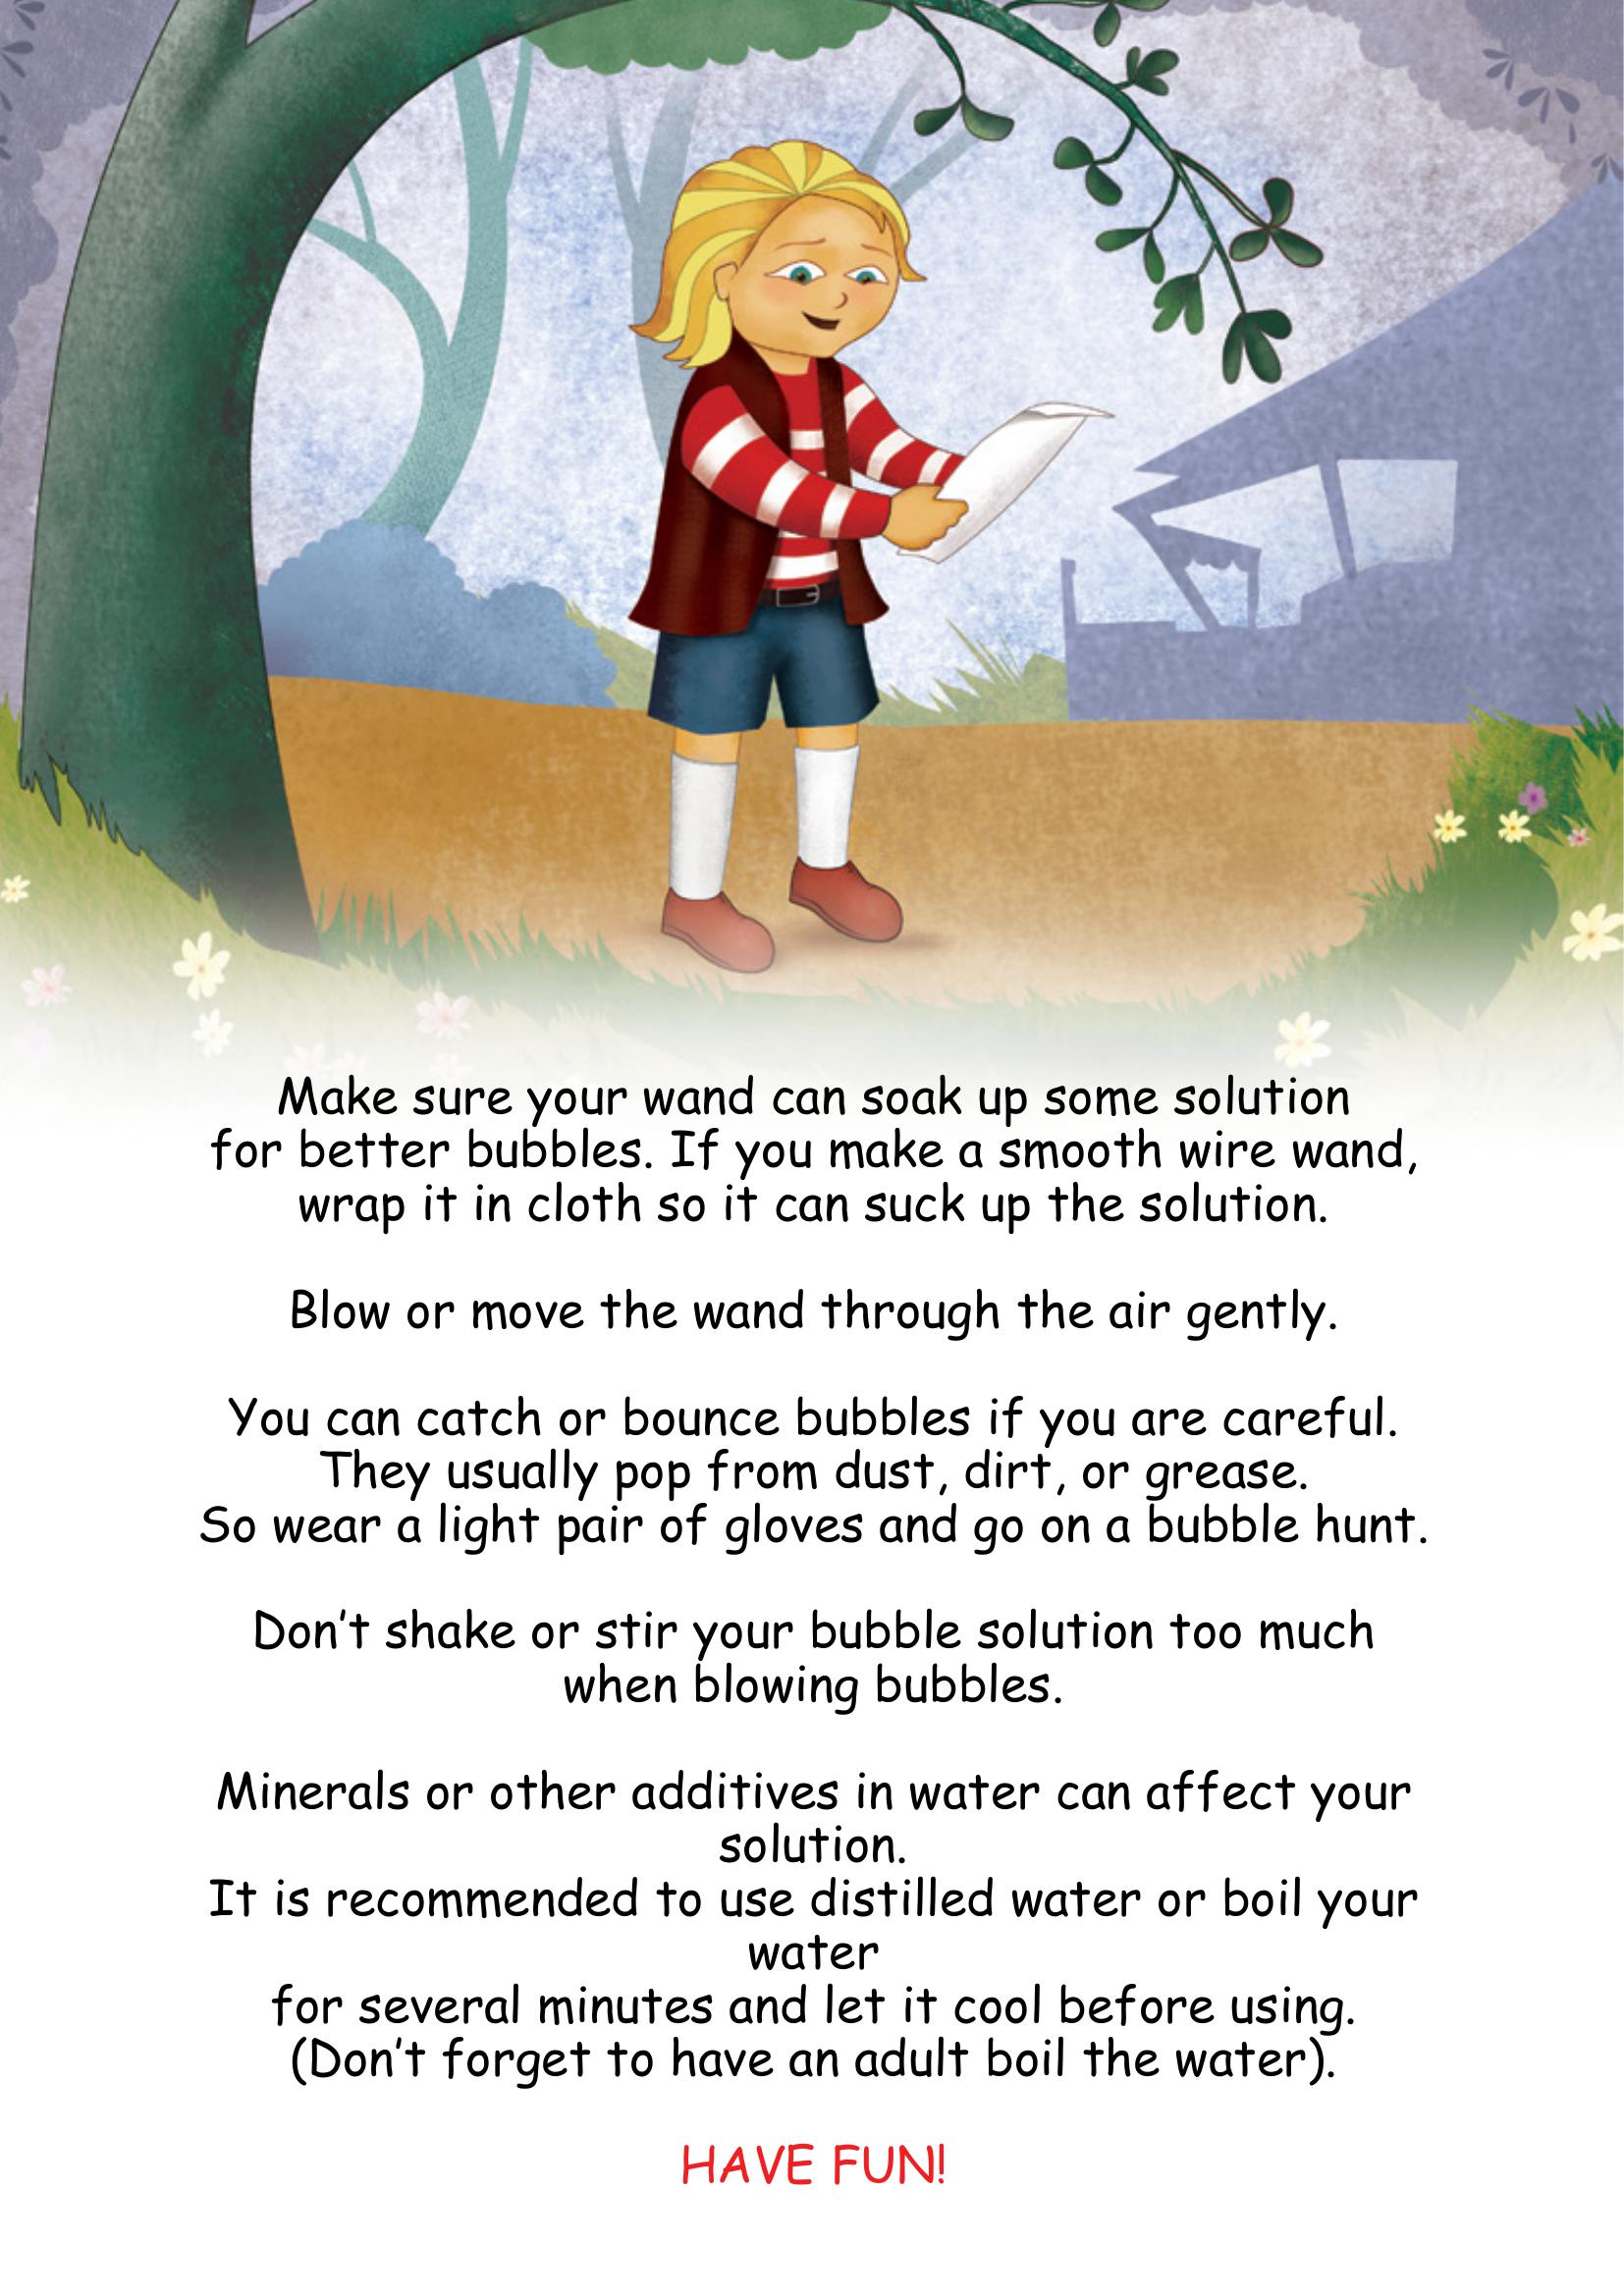 Make sure your wand can soak up some solution
for better bubbles. If you make a smooth wire wand,
wrap it in cloth so it can suck up the solution.
Blow or move the wand through the air gently.
You can catch or bounce bubbles if you are careful.
They usually pop from dust, dirt, or grease.
So wear a light pair of gloves and go on a bubble hunt.
Don't shake or stir your bubble solution too much
when blowing bubbles.
Minerals or other additives in water can affect your
solution.
It is recommended to use distilled water or boil your
water
for several minutes and let it cool before using.
(Don't forget to have an adult boil the water).
HAVE FUN!